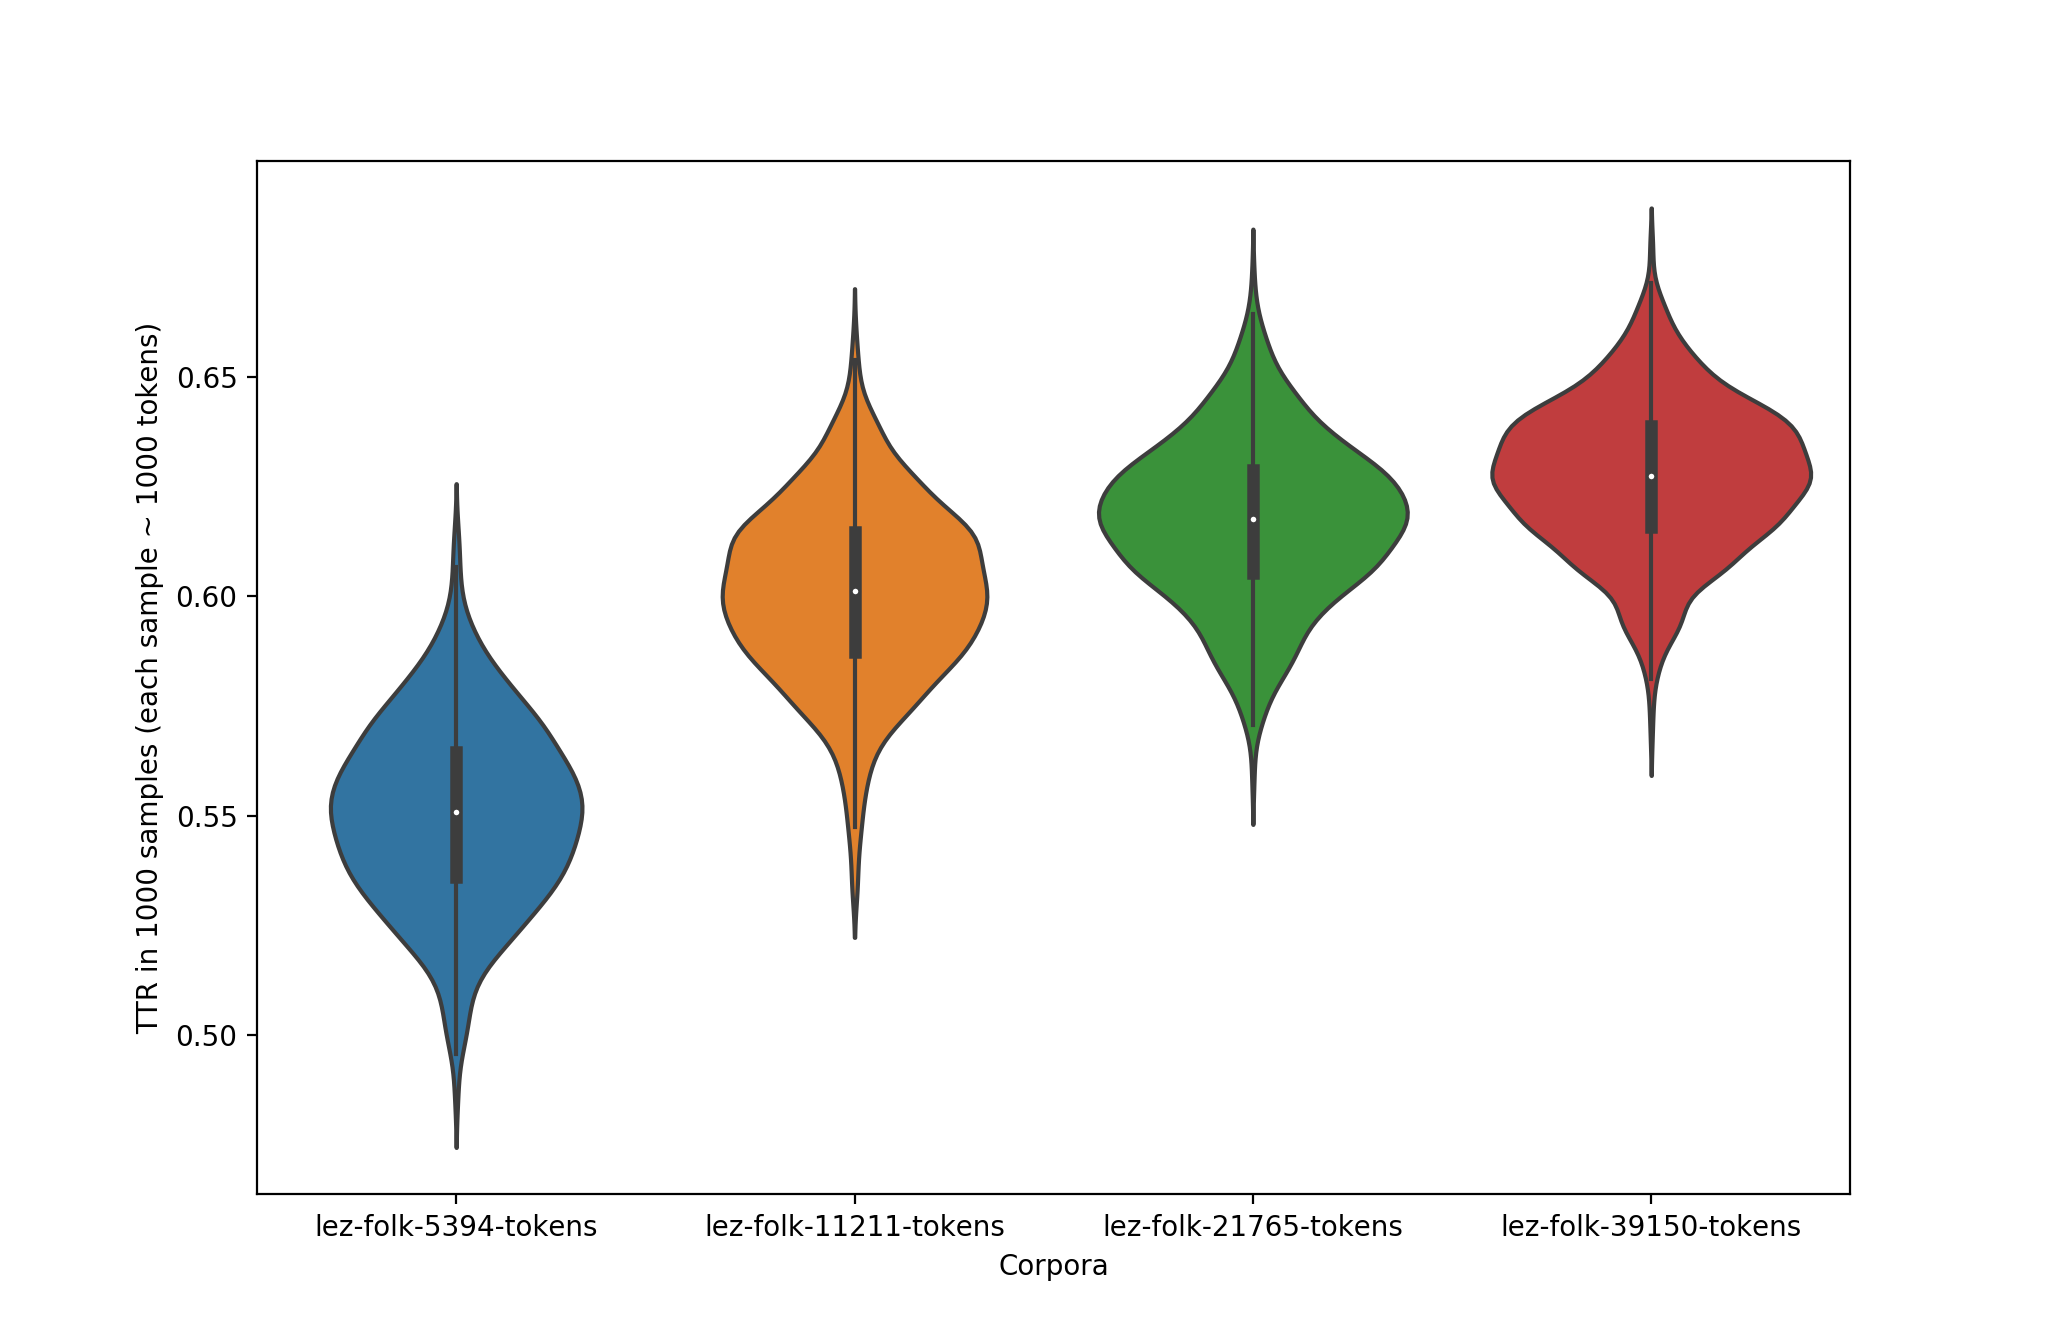 TTR in 1000 samples (each sample ~ 1000 tokens)
0.65
0.60
0.55
0.50
lez-folk-5394-tokens
lez-folk-11211-tokens
lez-folk-21765-tokens
lez-folk-39150-tokens
Corpora